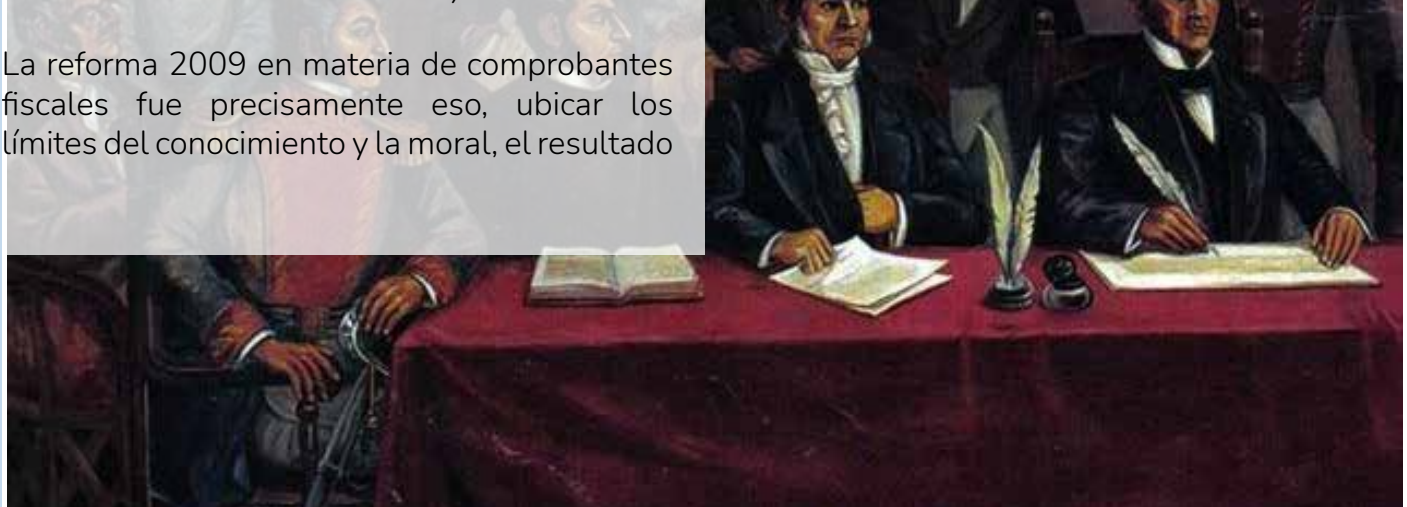 La reforma 2009 en materia de comprobantes
fiscales fue precisamente eso, ubicar los
límites del conocimiento y la moral, el resultado